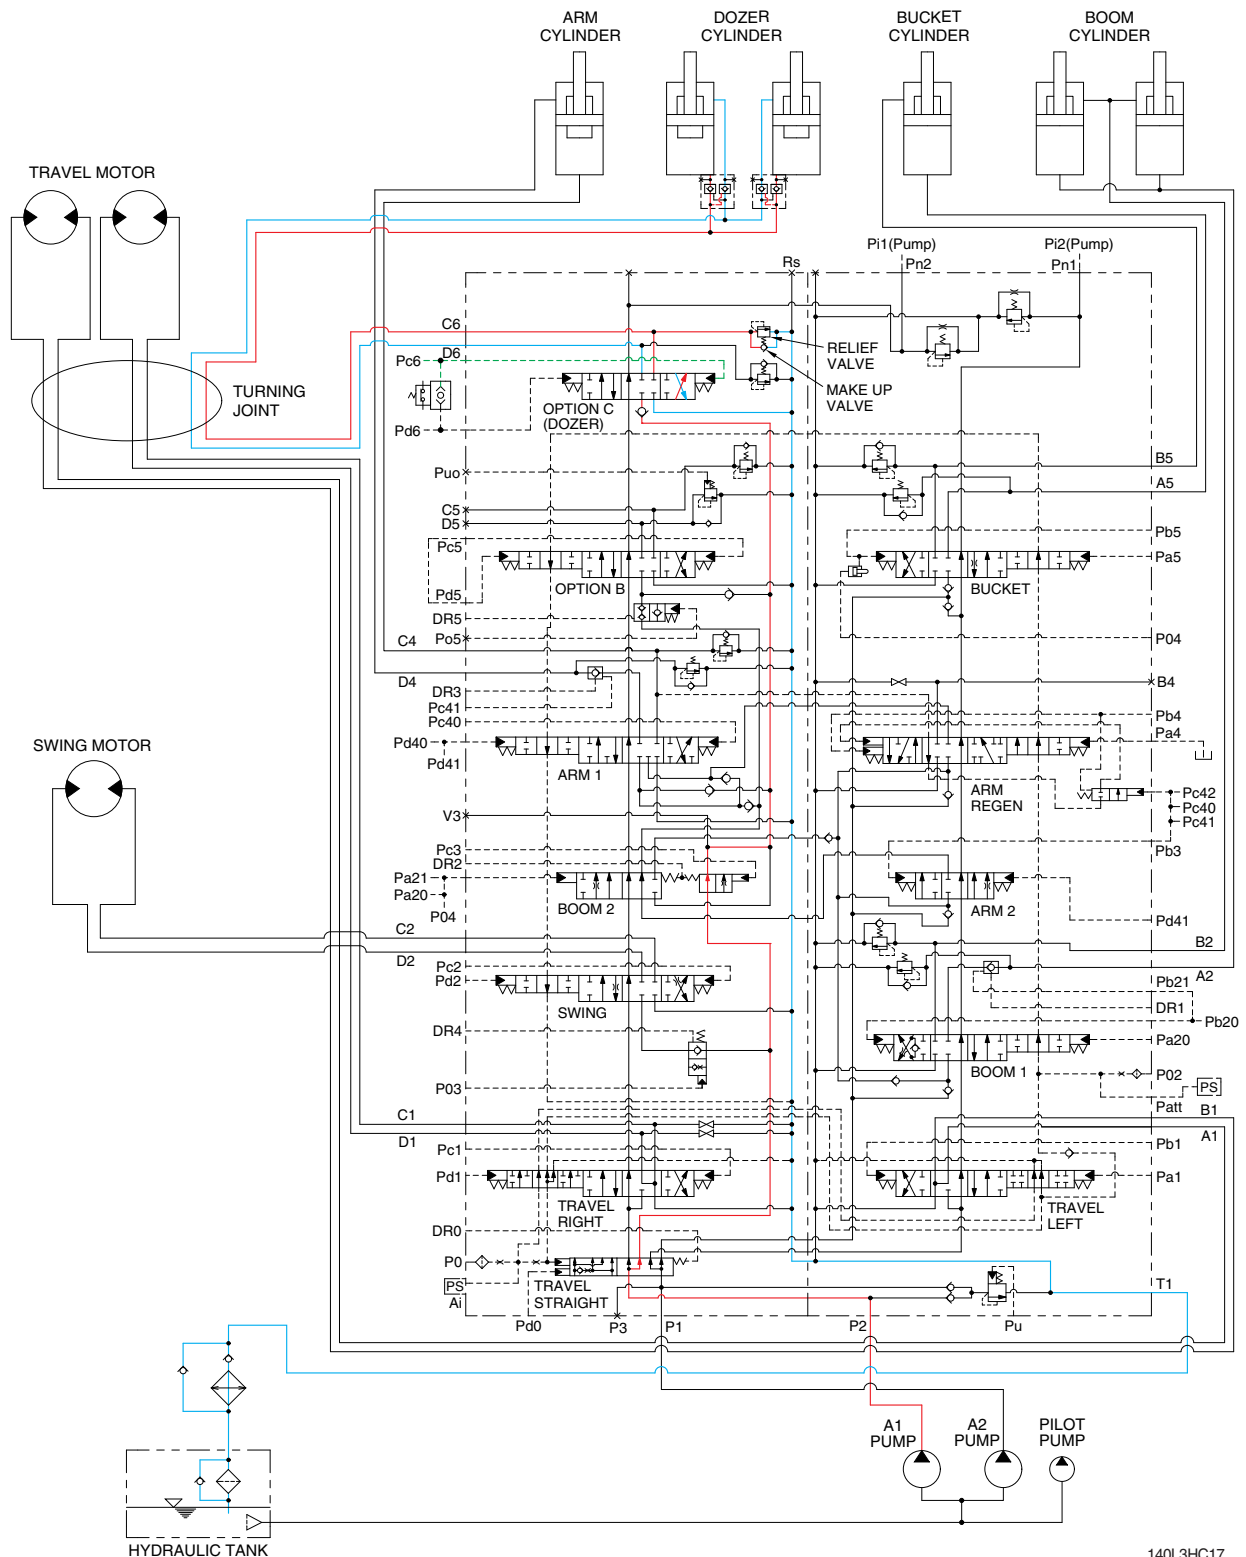 ARM
CYLINDER
DOZER
CYLINDER
BUCKET
CYLINDER
BOOM
CYLINDER
TRAVEL MOTOR
TURNING
JOINT
Rs
Pi1(Pump)
Pn2
Pi2(Pump)
Pn1
C6
D6
Pc6
RELIEF
VALVE
MAKE UP
VALVE
OPTION C
(DOZER)
Pd6
Puo
C5
D5
Pc5
OPTION B
Pd5
DR5
Po5
C4
D4
DR3
Pc41
Pc40
Pd40
Pd41
ARM 1
V3
Pc3
DR2
Pa21
Pa20
P04
BOOM 2
C2
D2
Pc2
Pd2
SWING
DR4
P03
C1
D1
Pc1
Pd1
TRAVEL
RIGHT
DR0
P0
PS
Ai
TRAVEL
STRAIGHT
Pd0
P3
P1
P2
Pu
B5
A5
Pb5
Pa5
BUCKET
P04
B4
Pb4
Pa4
ARM
REGEN
Pc42
Pc40
Pc41
Pb3
ARM 2
Pd41
B2
A2
Pb21
DR1
Pb20
Pa20
BOOM 1
P02
PS
Patt
B1
A1
Pb1
Pa1
TRAVEL
LEFT
T1
SWING MOTOR
A1
PUMP
A2
PUMP
PILOT
PUMP
HYDRAULIC TANK
140L3HC17